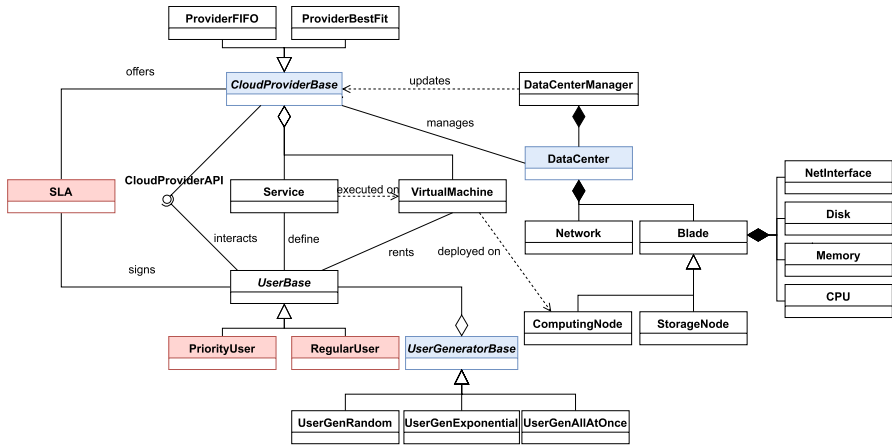 ProviderFIFO
ProviderBestFit
offers
CloudProviderBase
updates
DataCenterManager
manages
DataCenter
SLA
CloudProviderAPI
Service
executed on
VirtualMachine
NetInterface
Disk
Network
Blade
interacts
define
rents
deployed on
Memory
signs
UserBase
CPU
ComputingNode
StorageNode
PriorityUser
RegularUser
UserGeneratorBase
UserGenRandom
UserGenExponential
UserGenAllAtOnce